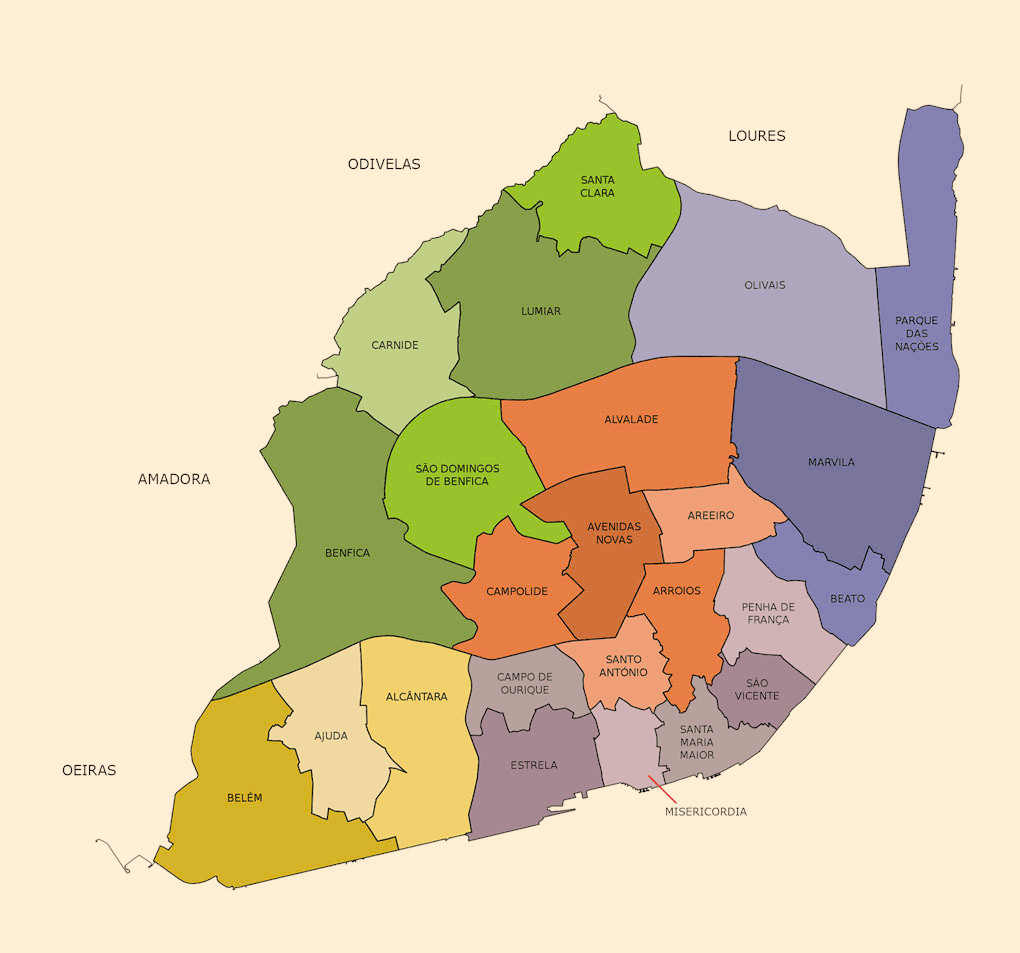 LOURES
ODIVELAS
SANTA
CLARA
OLIVAIS
LUMIAR
PARQUE
DAS
NAÇÕES
CARNIDE
ALVALADE
MARVILA
SÃO DOMINGOS
DE BENFICA
AMADORA
AREEIRO
AVENIDAS
NOVAS
BENFICA
CAMPOLIDE
ARROIOS
BEATO
PENHA DE
FRANÇA
SANTO
ANTÓNIO
CAMPO DE
OURIQUE
SÃO
VICENTE
ALCÂNTARA
AJUDA
SANTA
MARIA
MAIOR
ESTRELA
OEIRAS
BELÉM
MISERICORDIA